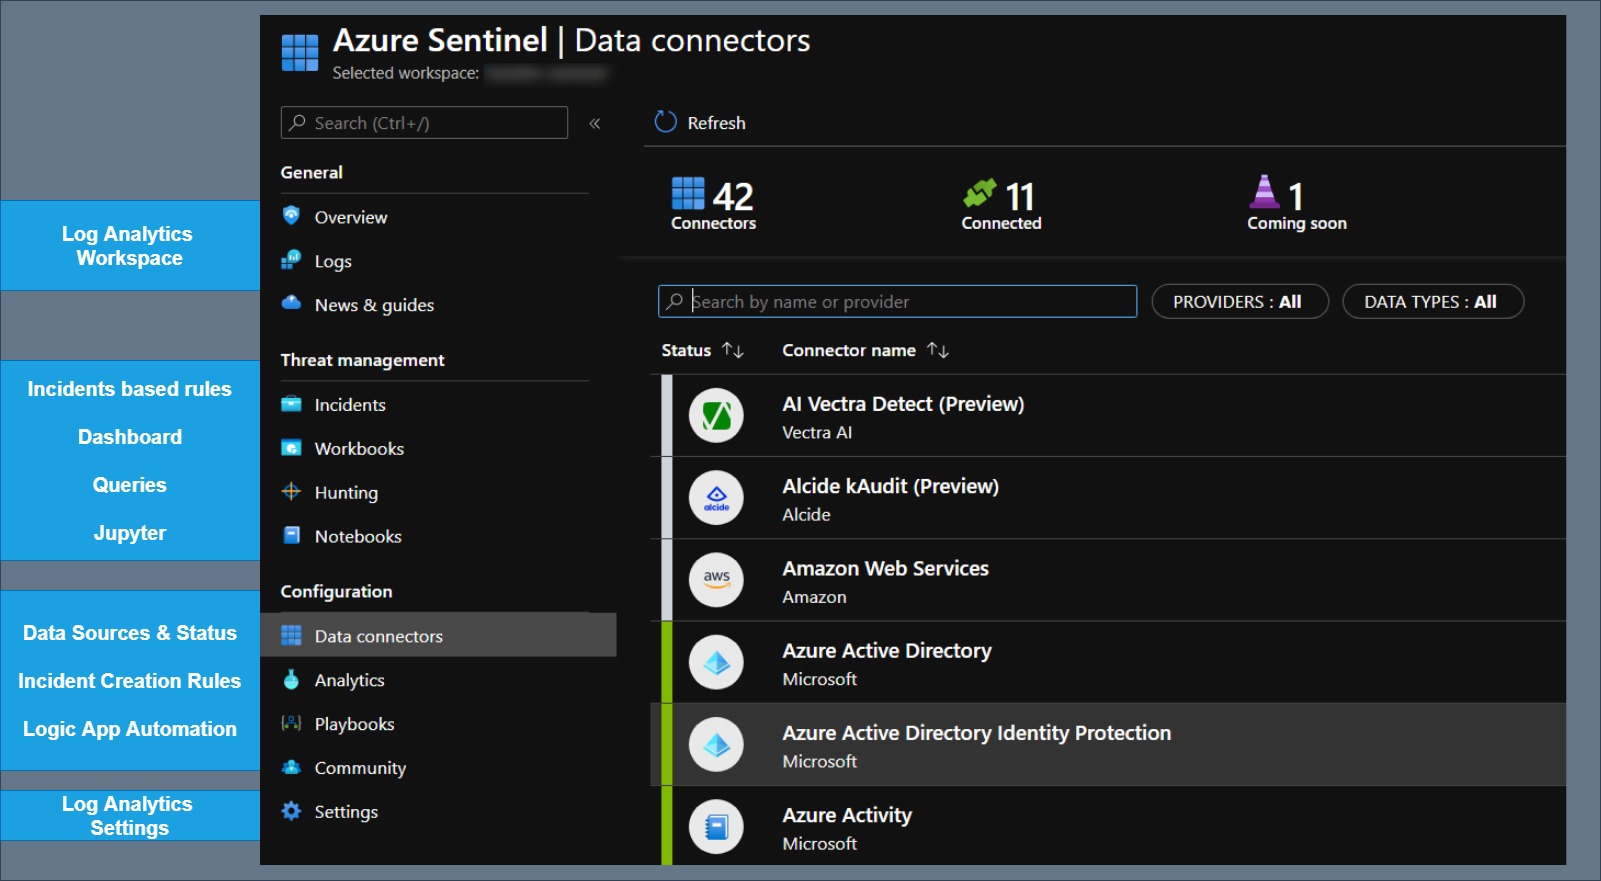 Azure Sentinel | Data connectors
Selected workspace:
Search (Ctrl+/)
«
General
Overview
Logs
News & guides
Threat management
Incidents
Workbooks
Hunting
Notebooks
Configuration
Data connectors
Analytics
Playbooks
Community
Settings
Log Analytics
Workspace
Incidents based rules
Dashboard
Queries
Jupyter
Data Sources & Status
Incident Creation Rules
Logic App Automation
Log Analytics
Settings
Refresh
42
Connectors
11
Connected
1
Coming soon
Search by name or provider
PROVIDERS : All
DATA TYPES : All
Status ↑↓ Connector name ↑↓
AI Vectra Detect (Preview)
Vectra AI
alcide
Alcide kAudit (Preview)
Alcide
aws
Amazon Web Services
Amazon
Azure Active Directory
Microsoft
Azure Active Directory Identity Protection
Microsoft
Azure Activity
Microsoft